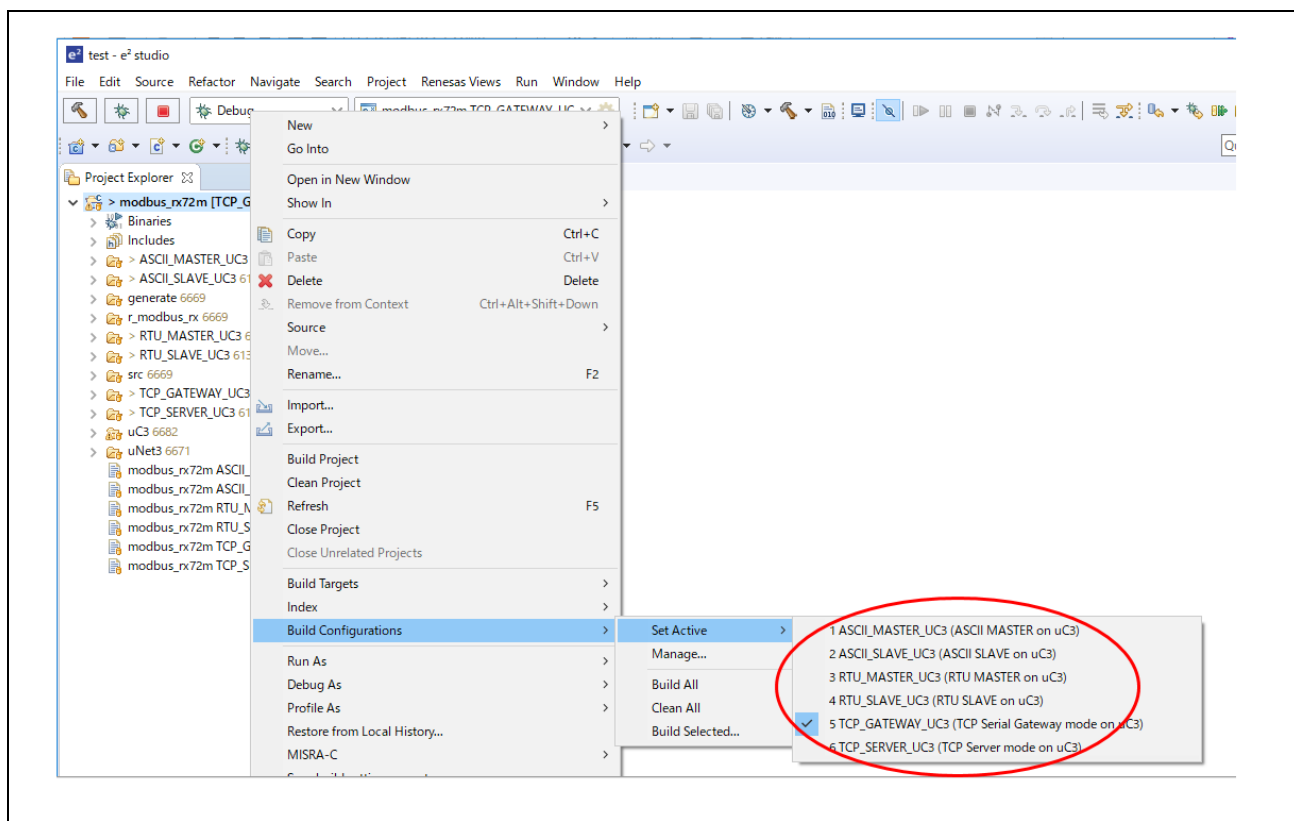 e² test - e² studio
File Edit Source Refactor Navigate Search Project Renesas Views Run Window Help
Debug modbus_rx72m TCP_GATEWAY_UC
Project Explorer
> modbus_rx72m [TCP_G
Binaries
Includes
> ASCII_MASTER_UC3
> ASCII_SLAVE_UC3 61
generate 6669
r_modbus_rx 6669
> RTU_MASTER_UC3 6
> RTU_SLAVE_UC3 613
src 6669
> TCP_GATEWAY_UC3
> TCP_SERVER_UC3 61
uC3 6682
uNet3 6671
modbus_rx72m ASCII_
modbus_rx72m ASCII_
modbus_rx72m RTU_M
modbus_rx72m RTU_S
modbus_rx72m TCP_G
modbus_rx72m TCP_S
New
Go Into
Open in New Window
Show In
Copy Ctrl+C
Paste Ctrl+V
Delete Delete
Remove from Context Ctrl+Alt+Shift+Down
Source
Move...
Rename... F2
Import...
Export...
Build Project
Clean Project
Refresh F5
Close Project
Close Unrelated Projects
Build Targets
Index
Build Configurations
Run As
Debug As
Profile As
Restore from Local History...
MISRA-C
Set Active
Manage...
Build All
Clean All
Build Selected...
1 ASCII_MASTER_UC3 (ASCII MASTER on uC3)
2 ASCII_SLAVE_UC3 (ASCII SLAVE on uC3)
3 RTU_MASTER_UC3 (RTU MASTER on uC3)
4 RTU_SLAVE_UC3 (RTU SLAVE on uC3)
5 TCP_GATEWAY_UC3 (TCP Serial Gateway mode on uC3)
6 TCP_SERVER_UC3 (TCP Server mode on uC3)